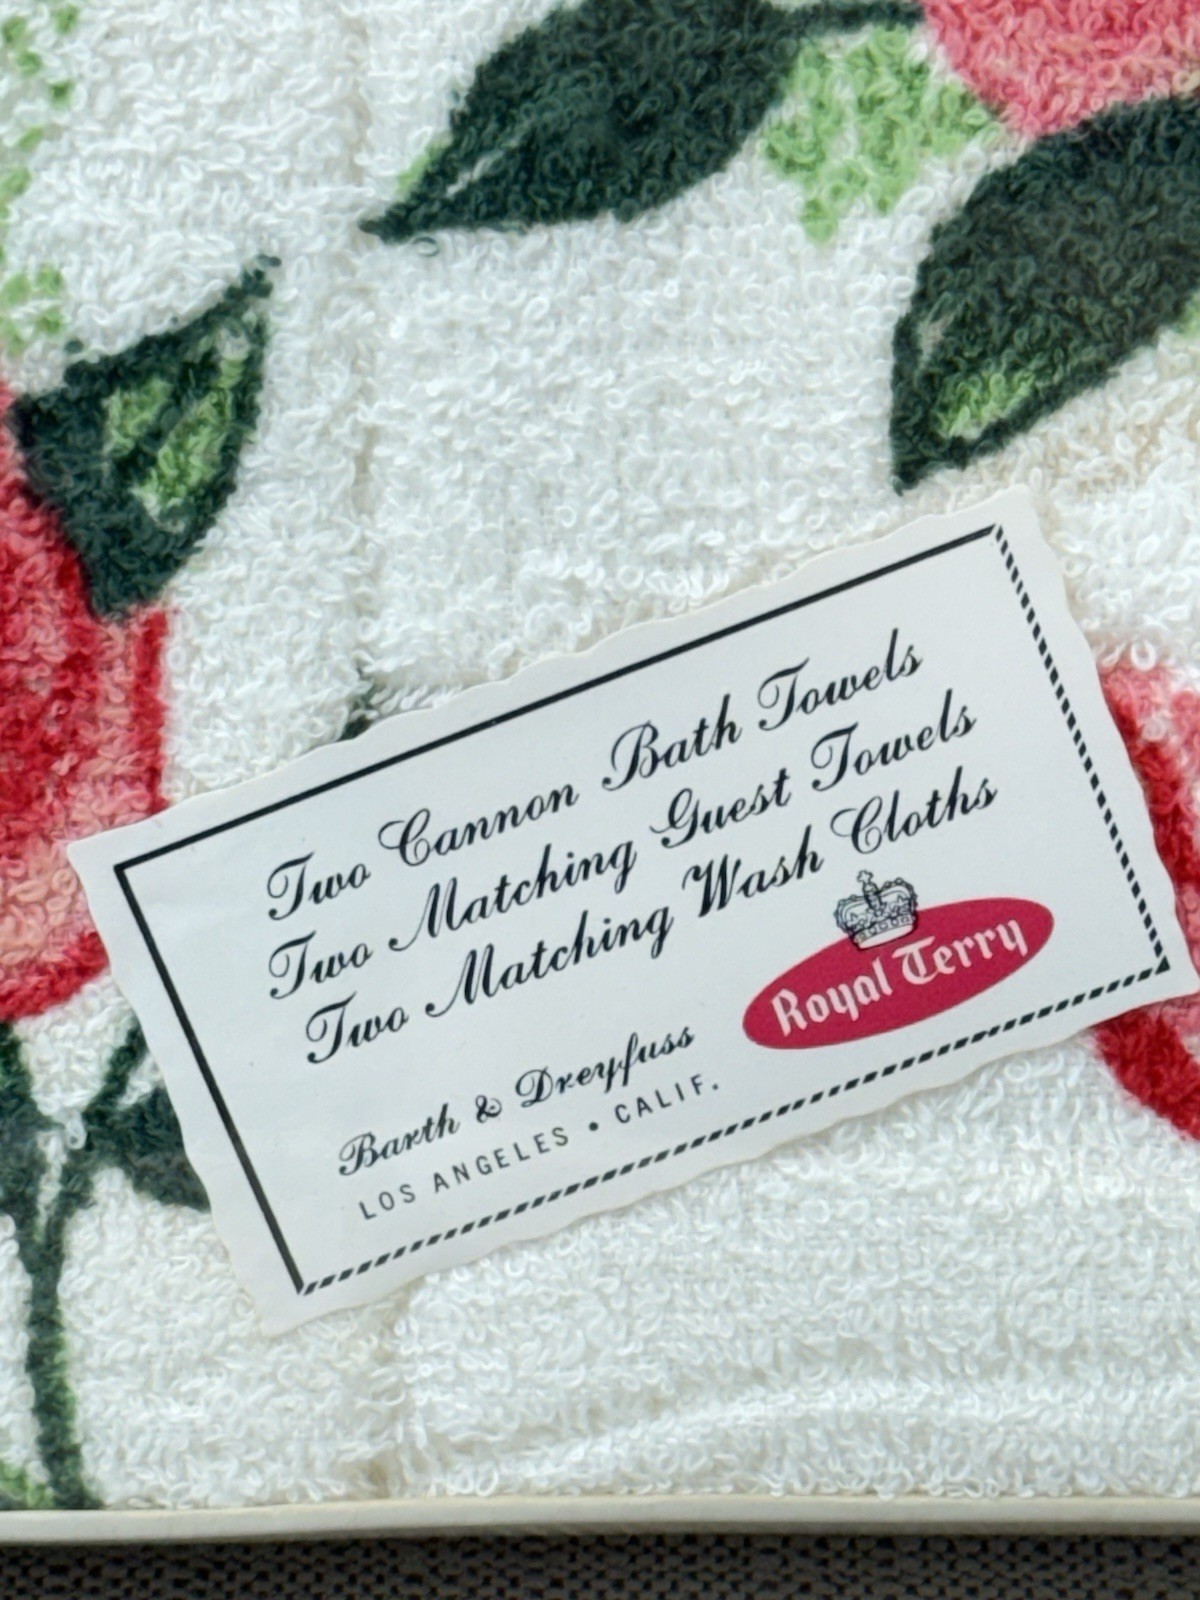 Two Cannon Bath Towels
Two Matching Guest Towels
Two Matching Wash Cloths
Royal Terry
Barth & Dreyfuss
LOS ANGELES • CALIF.